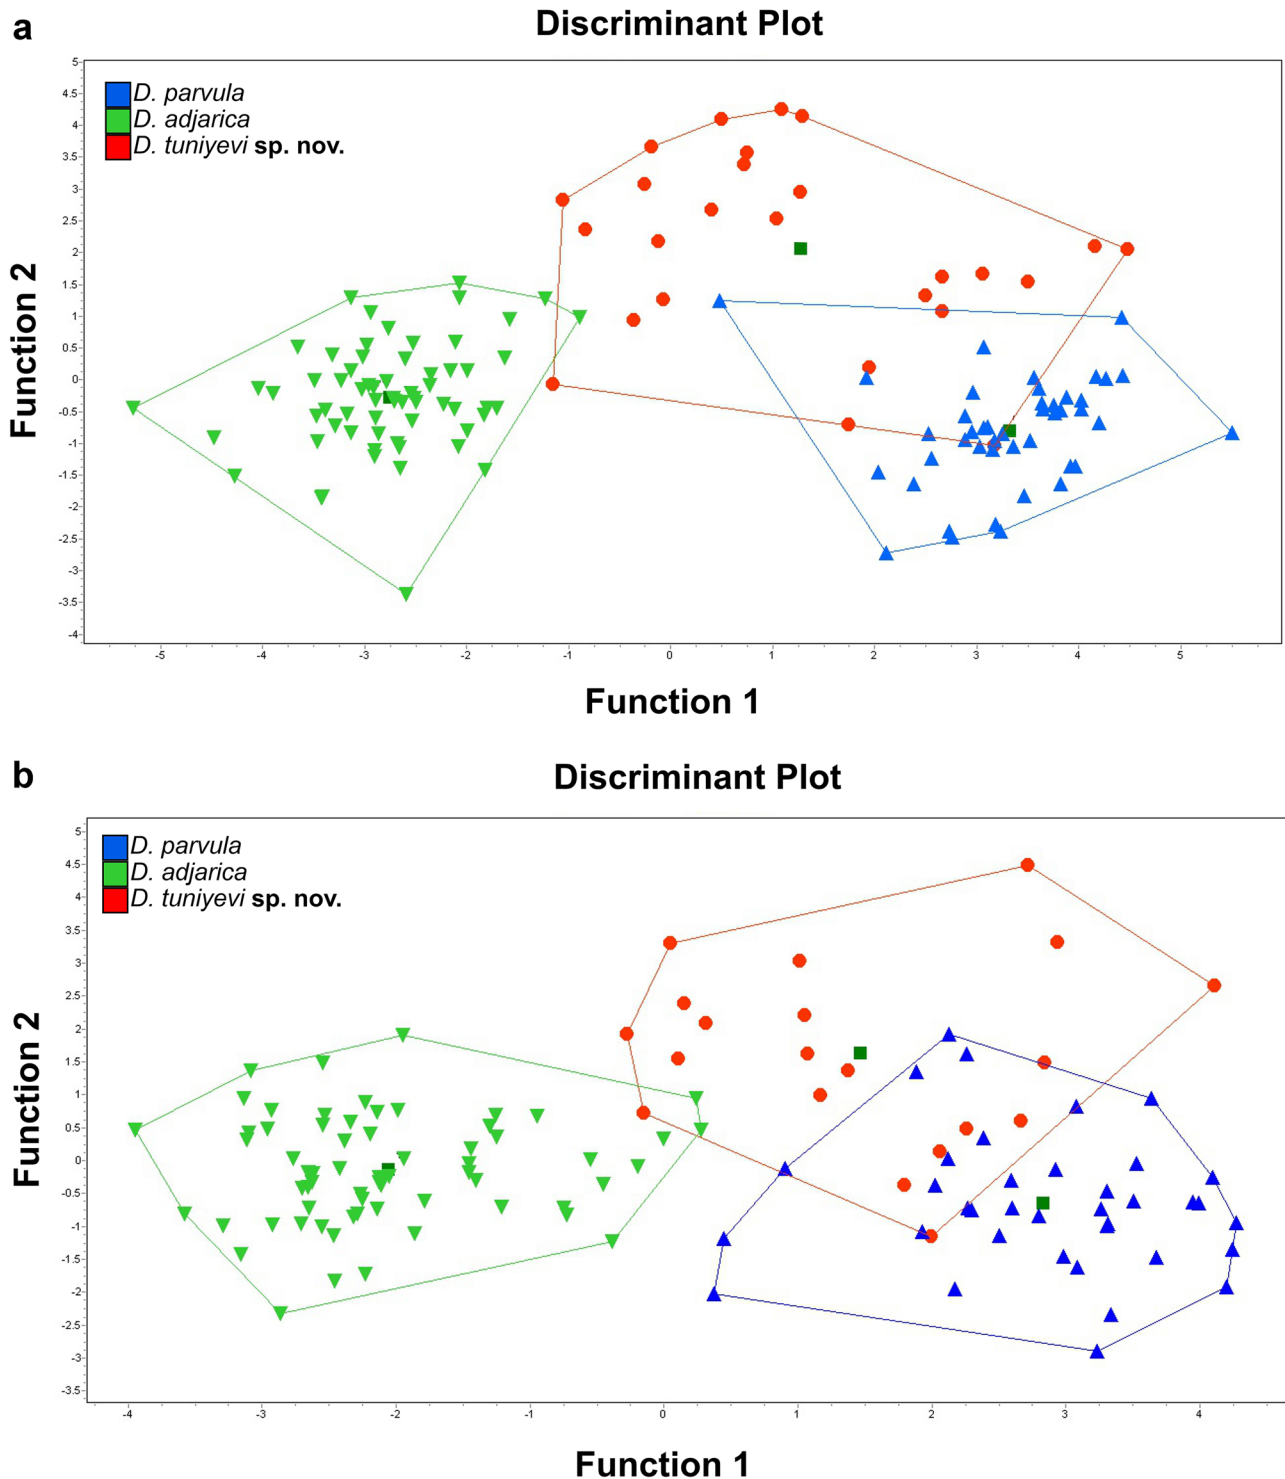 a
Discriminant Plot
D. parvula
D. adjarica
D. tuniyevi sp. nov.
Function 2
5
4.5
4
3.5
3
2.5
2
1.5
1
0.5
0
-0.5
-1
-1.5
-2
-2.5
-3
-3.5
-4
-5 -4 -3 -2 -1 0 1 2 3 4 5
Function 1
b
Discriminant Plot
D. parvula
D. adjarica
D. tuniyevi sp. nov.
Function 2
5
4.5
4
3.5
3
2.5
2
1.5
1
0.5
0
-0.5
-1
-1.5
-2
-2.5
-3
-3.5
-4 -3 -2 -1 0 1 2 3 4
Function 1